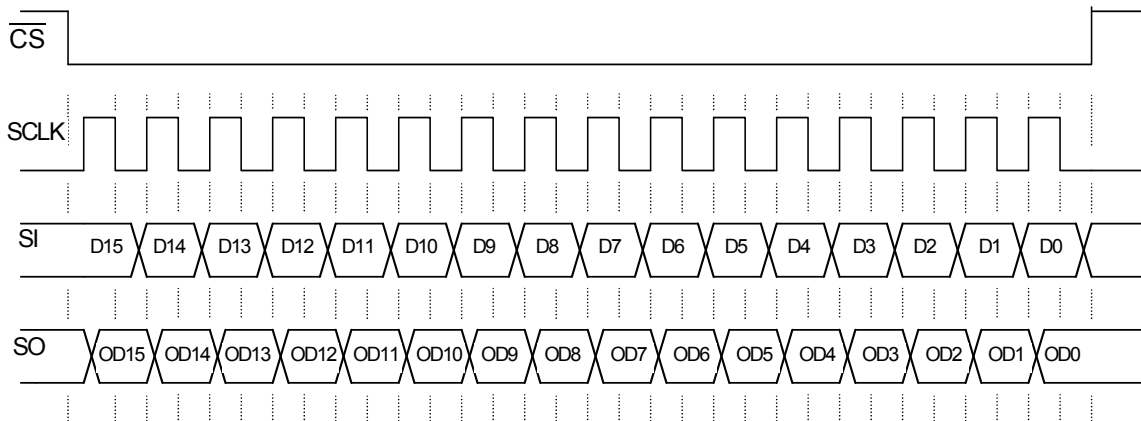 C̅S̅
SCLK
SI D15 D14 D13 D12 D11 D10 D9 D8 D7 D6 D5 D4 D3 D2 D1 D0
SO OD15 OD14 OD13 OD12 OD11 OD10 OD9 OD8 OD7 OD6 OD5 OD4 OD3 OD2 OD1 OD0